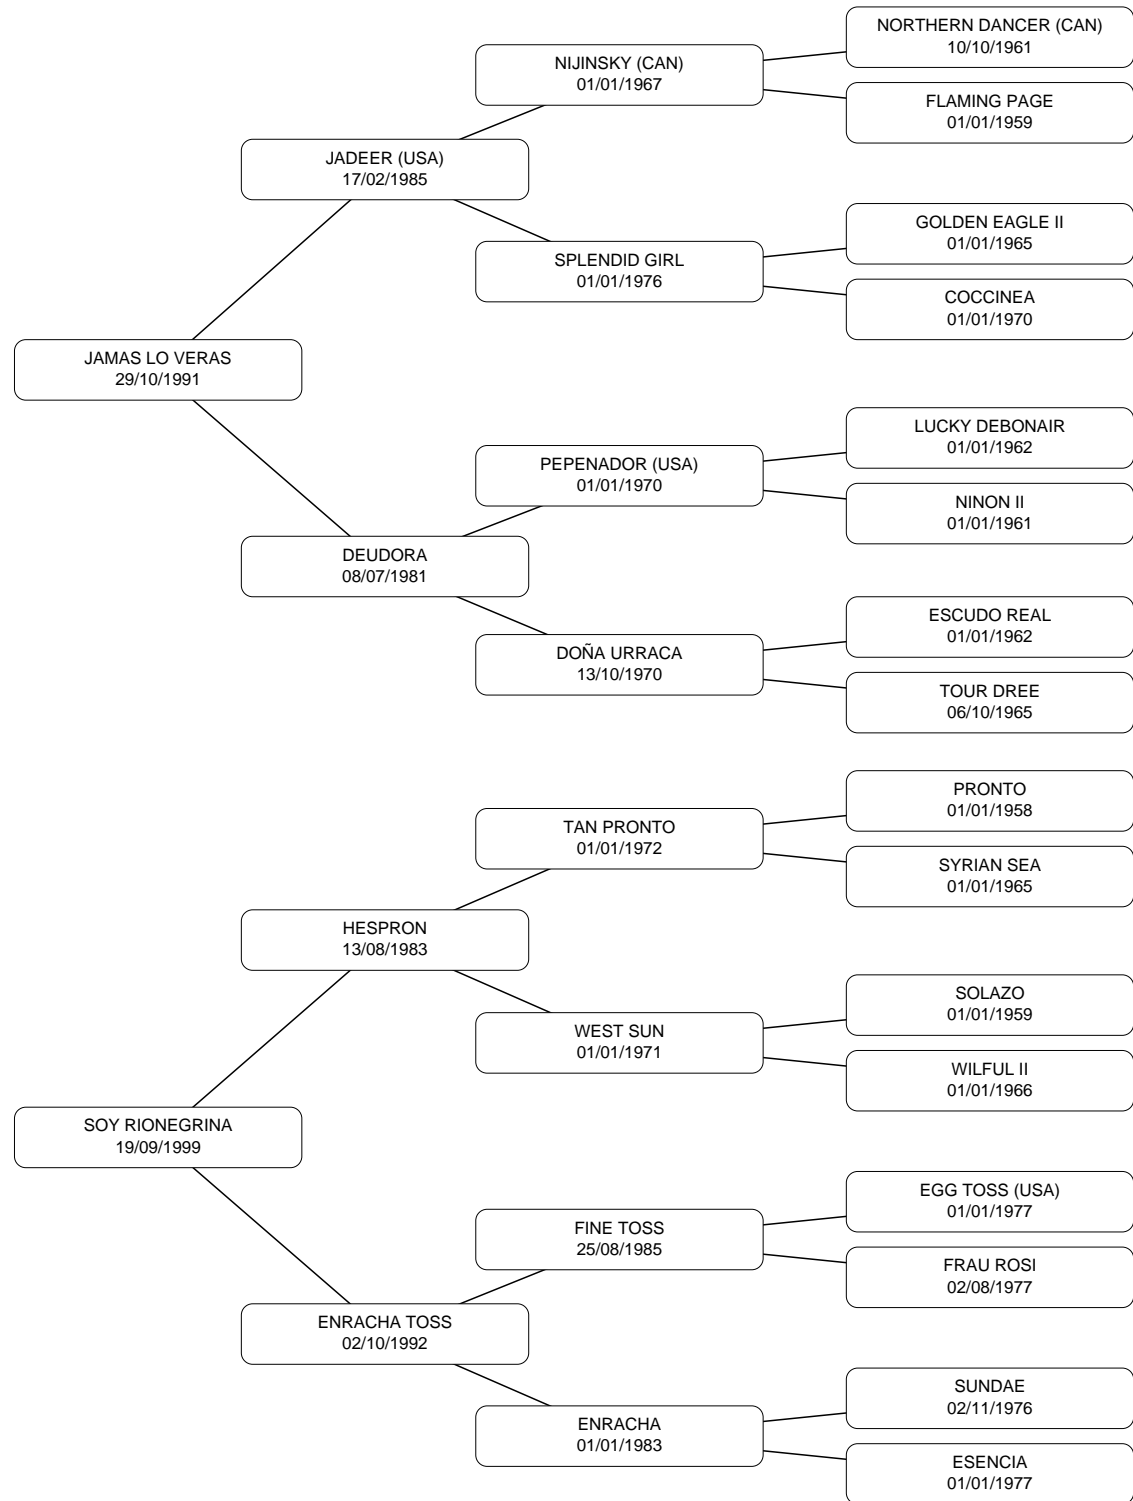 NORTHERN DANCER (CAN)
10/10/1961
NIJINSKY (CAN)
01/01/1967
FLAMING PAGE
01/01/1959
JADEER (USA)
17/02/1985
GOLDEN EAGLE II
01/01/1965
SPLENDID GIRL
01/01/1976
COCCINEA
01/01/1970
JAMAS LO VERAS
29/10/1991
LUCKY DEBONAIR
01/01/1962
PEPENADOR (USA)
01/01/1970
NINON II
01/01/1961
DEUDORA
08/07/1981
ESCUDO REAL
01/01/1962
DOÑA URRACA
13/10/1970
TOUR DREE
06/10/1965
PRONTO
01/01/1958
TAN PRONTO
01/01/1972
SYRIAN SEA
01/01/1965
HESPRON
13/08/1983
SOLAZO
01/01/1959
WEST SUN
01/01/1971
WILFUL II
01/01/1966
SOY RIONEGRINA
19/09/1999
EGG TOSS (USA)
01/01/1977
FINE TOSS
25/08/1985
FRAU ROSI
02/08/1977
ENRACHA TOSS
02/10/1992
SUNDAE
02/11/1976
ENRACHA
01/01/1983
ESENCIA
01/01/1977